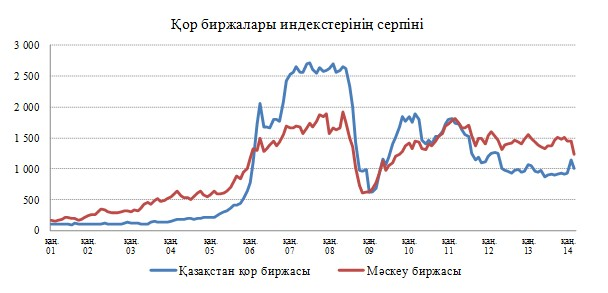 Қор биржалары индекстерінің серпіні
3 000
2 500
2 000
1 500
1 000
500
0
қаң. қаң. қаң. қаң. қаң. қаң. қаң. қаң. қаң. қаң. қаң. қаң. қаң. қаң.
01 02 03 04 05 06 07 08 09 10 11 12 13 14
Қазақстан қор биржасы Мәскеу биржасы